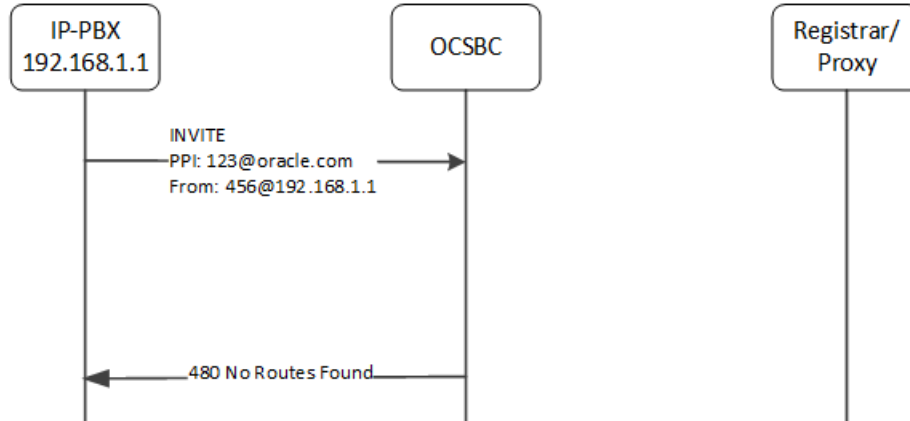 IP-PBX
192.168.1.1
OCSBC
Registrar/
Proxy
INVITE
PPI: 123@oracle.com
From: 456@192.168.1.1
480 No Routes Found